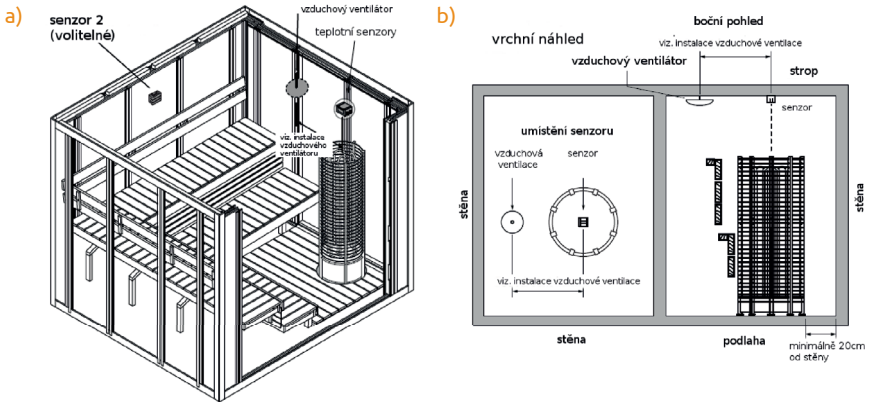 a)
senzor 2
(volitelné)
vzduchový ventilátor
teplotní senzory
viz. instalace
vzduchového
ventilátoru
b)
boční pohled
vrchní náhled
viz. instalace vzduchové ventilace
vzduchový ventilátor
strop
senzor
umistěni senzoru
vzduchová
ventilace
senzor
stěna
stěna
viz. instalace vzduchové ventilace
stěna
podlaha
minimálně 20cm
od stěny